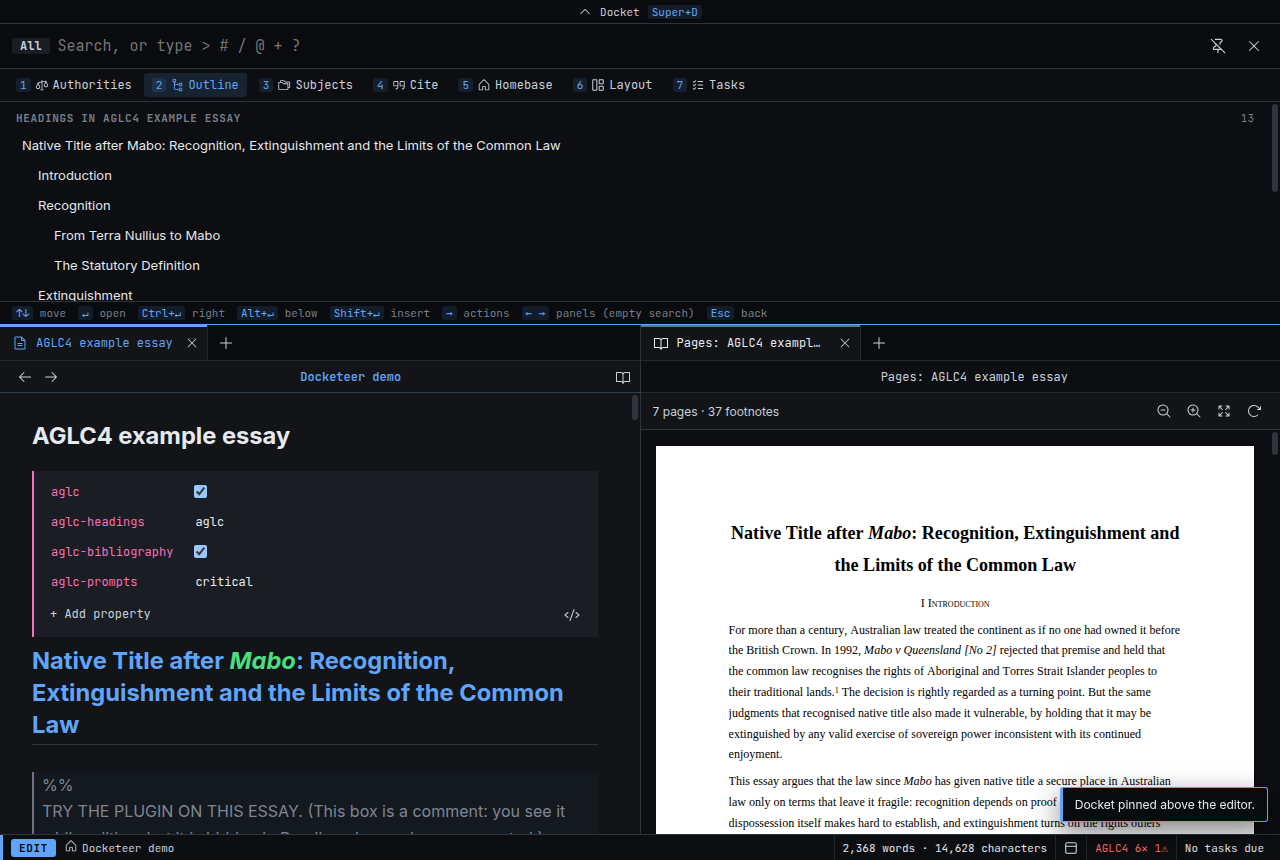 Docket Super+D
All Search, or type > # / @ + ?
1 Authorities 2 Outline 3 Subjects 4 Cite 5 Homebase 6 Layout 7 Tasks
HEADINGS IN AGLC4 EXAMPLE ESSAY 13
Native Title after Mabo: Recognition, Extinguishment and the Limits of the Common Law
Introduction
Recognition
From Terra Nullius to Mabo
The Statutory Definition
Extinguishment
↑↓ move ↵ open Ctrl+↵ right Alt+↵ below Shift+↵ insert → actions ← → panels (empty search) Esc back
AGLC4 example essay
Docketeer demo
AGLC4 example essay
aglc
aglc-headings aglc
aglc-bibliography
aglc-prompts critical
+ Add property </>
Native Title after Mabo: Recognition,
Extinguishment and the Limits of the Common
Law
%%
TRY THE PLUGIN ON THIS ESSAY. (This box is a comment: you see it
Pages: AGLC4 exampl…
Pages: AGLC4 example essay
7 pages · 37 footnotes
Native Title after Mabo: Recognition, Extinguishment and
the Limits of the Common Law
I Introduction
For more than a century, Australian law treated the continent as if no one had owned it before
the British Crown. In 1992, Mabo v Queensland [No 2] rejected that premise and held that
the common law recognises the rights of Aboriginal and Torres Strait Islander peoples to
their traditional lands.1 The decision is rightly regarded as a turning point. But the same
judgments that recognised native title also made it vulnerable, by holding that it may be
extinguished by any valid exercise of sovereign power inconsistent with its continued
enjoyment.
This essay argues that the law since Mabo has given native title a secure place in Australian
law only on terms that leave it fragile: recognition depends on proof
dispossession itself makes hard to establish, and extinguishment turns on the rights others
Docket pinned above the editor.
EDIT Docketeer demo 2,368 words · 14,628 characters AGLC4 6× 1⚠ No tasks due